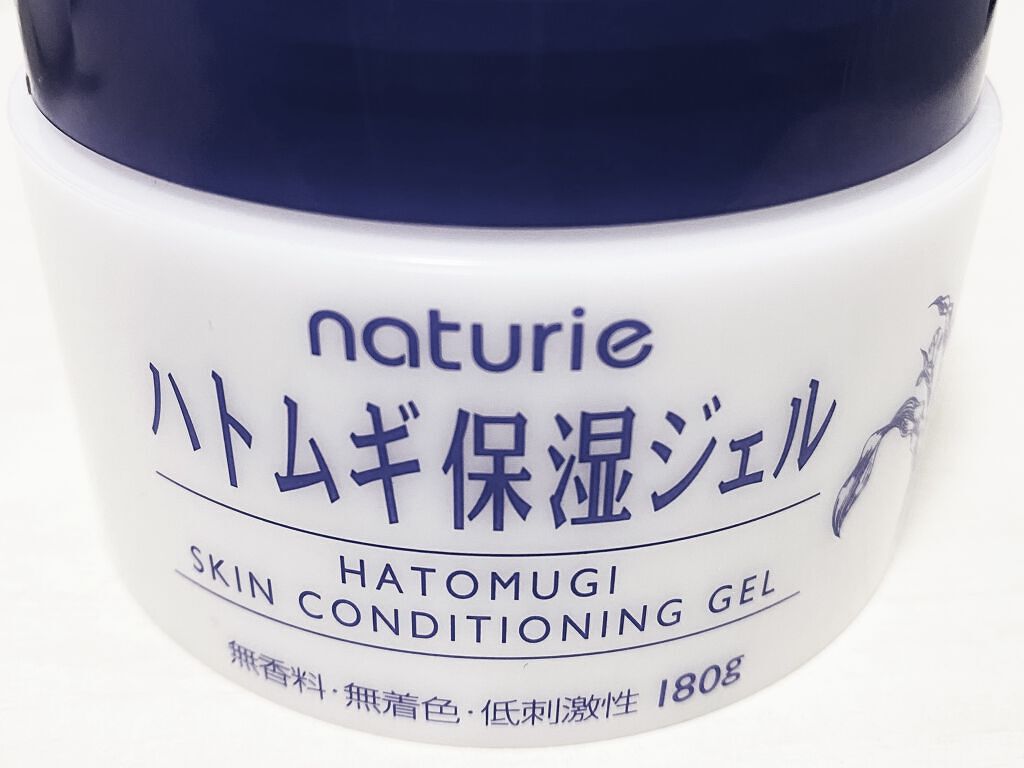 naturie
ハトムギ保湿ジェル
HATOMUGI
SKIN CONDITIONING GEL
無香料・無着色・低刺激性 180g